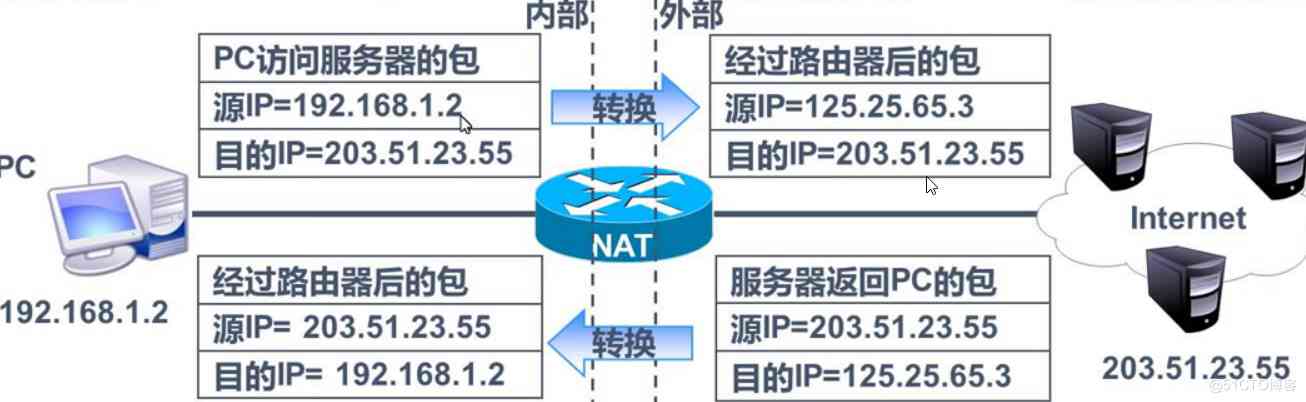 内部
外部
PC访问服务器的包
源IP=192.168.1.2
目的IP=203.51.23.55
转换
经过路由器后的包
源IP=125.25.65.3
目的IP=203.51.23.55
PC
NAT
Internet
192.168.1.2
经过路由器后的包
源IP= 203.51.23.55
目的IP= 192.168.1.2
转换
服务器返回PC的包
源IP=203.51.23.55
目的IP=125.25.65.3
203.51.23.55
@51CTO博客